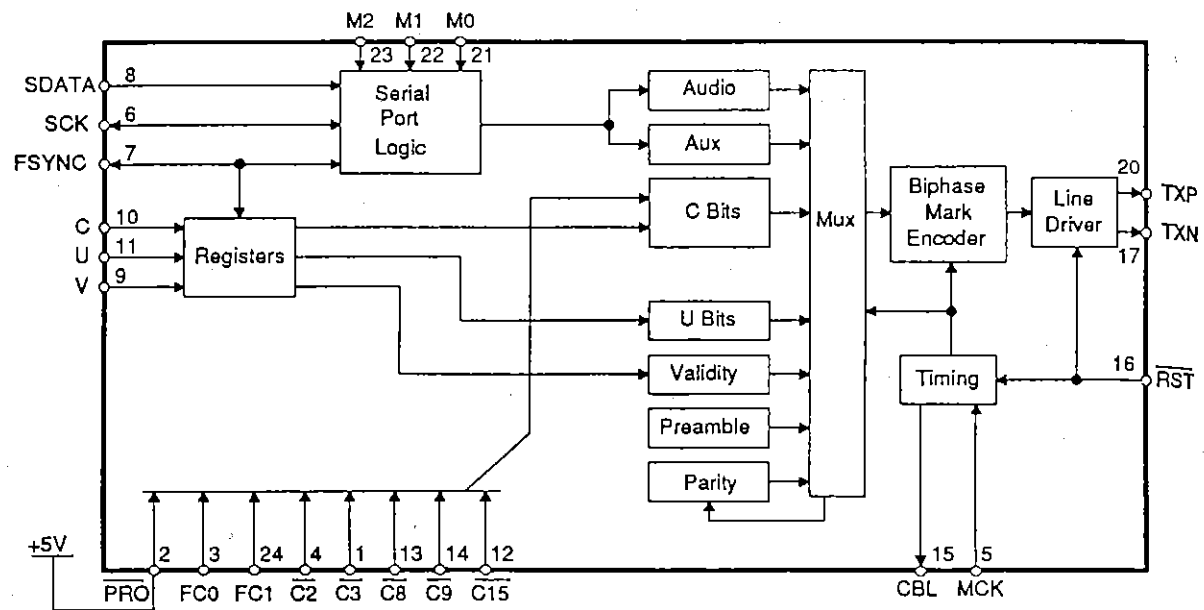 M2 M1 M0
23 22 21
SDATA 8
SCK 6
FSYNC 7
Serial
Port
Logic
Audio
Aux
C 10
U 11
V 9
Registers
C Bits
U Bits
Validity
Preamble
Parity
Mux
Biphase
Mark
Encoder
Line
Driver
20 TXP
TXN
17
Timing
16 RST
+5V
2 3 24 4 1 13 14 12 15 5
PRO FC0 FC1 C2 C3 C8 C9 C15 CBL MCK